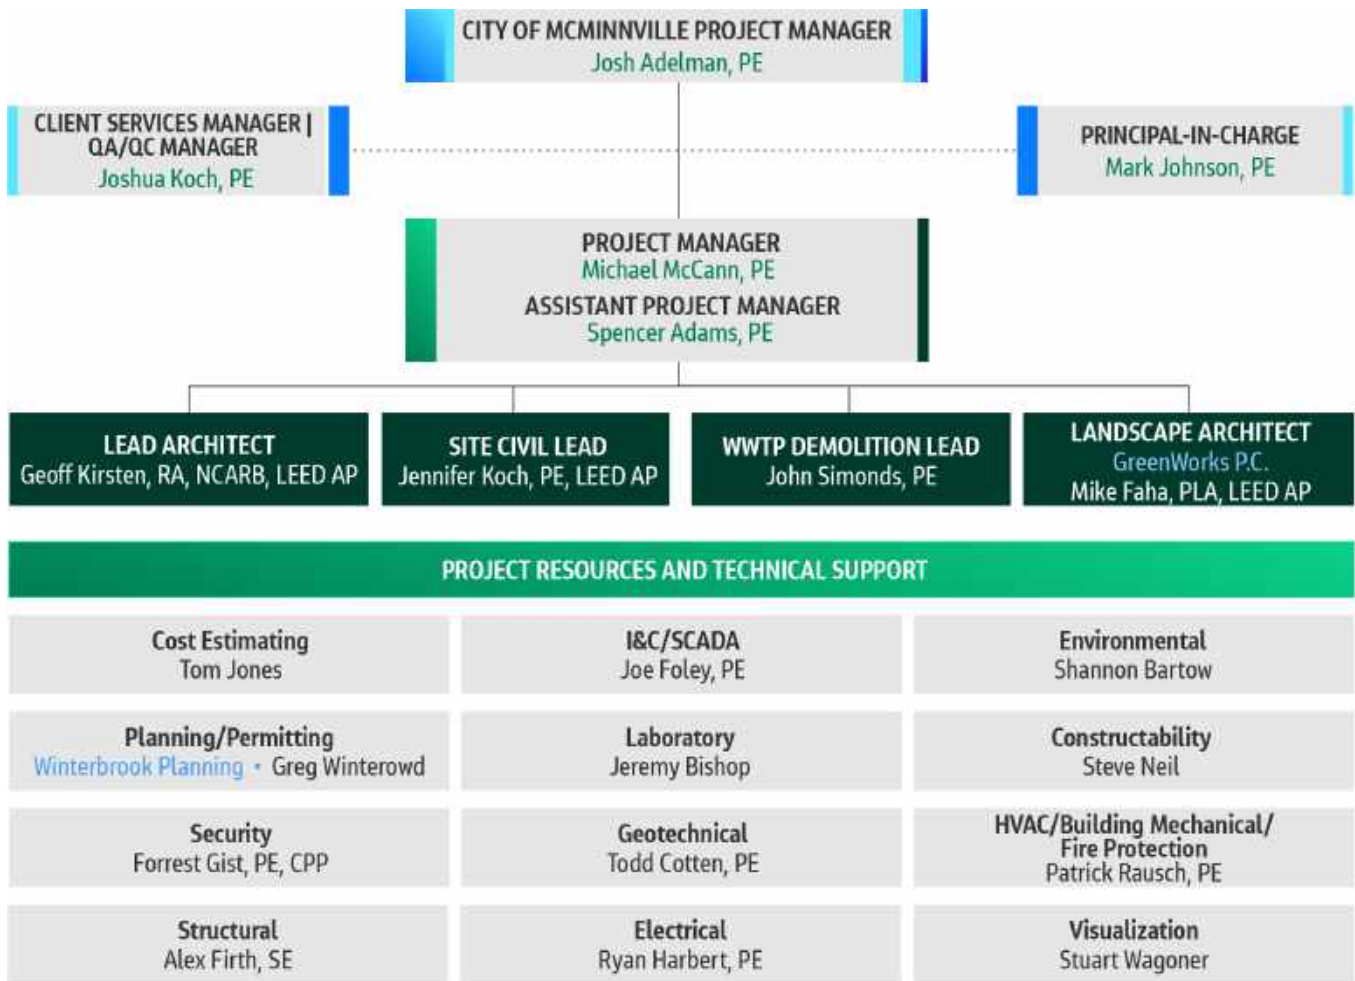 CITY OF MCMINNVILLE PROJECT MANAGER
Josh Adelman, PE
CLIENT SERVICES MANAGER |
QA/QC MANAGER
Joshua Koch, PE
PRINCIPAL-IN-CHARGE
Mark Johnson, PE
PROJECT MANAGER
Michael McCann, PE
ASSISTANT PROJECT MANAGER
Spencer Adams, PE
LEAD ARCHITECT
Geoff Kirsten, RA, NCARB, LEED AP
SITE CIVIL LEAD
Jennifer Koch, PE, LEED AP
WWTP DEMOLITION LEAD
John Simonds, PE
LANDSCAPE ARCHITECT
GreenWorks P.C.
Mike Faha, PLA, LEED AP
PROJECT RESOURCES AND TECHNICAL SUPPORT
Cost Estimating
Tom Jones
I&C/SCADA
Joe Foley, PE
Environmental
Shannon Bartow
Planning/Permitting
Winterbrook Planning • Greg Winterowd
Laboratory
Jeremy Bishop
Constructability
Steve Neil
Security
Forrest Gist, PE, CPP
Geotechnical
Todd Cotten, PE
HVAC/Building Mechanical/
Fire Protection
Patrick Rausch, PE
Structural
Alex Firth, SE
Electrical
Ryan Harbert, PE
Visualization
Stuart Wagoner